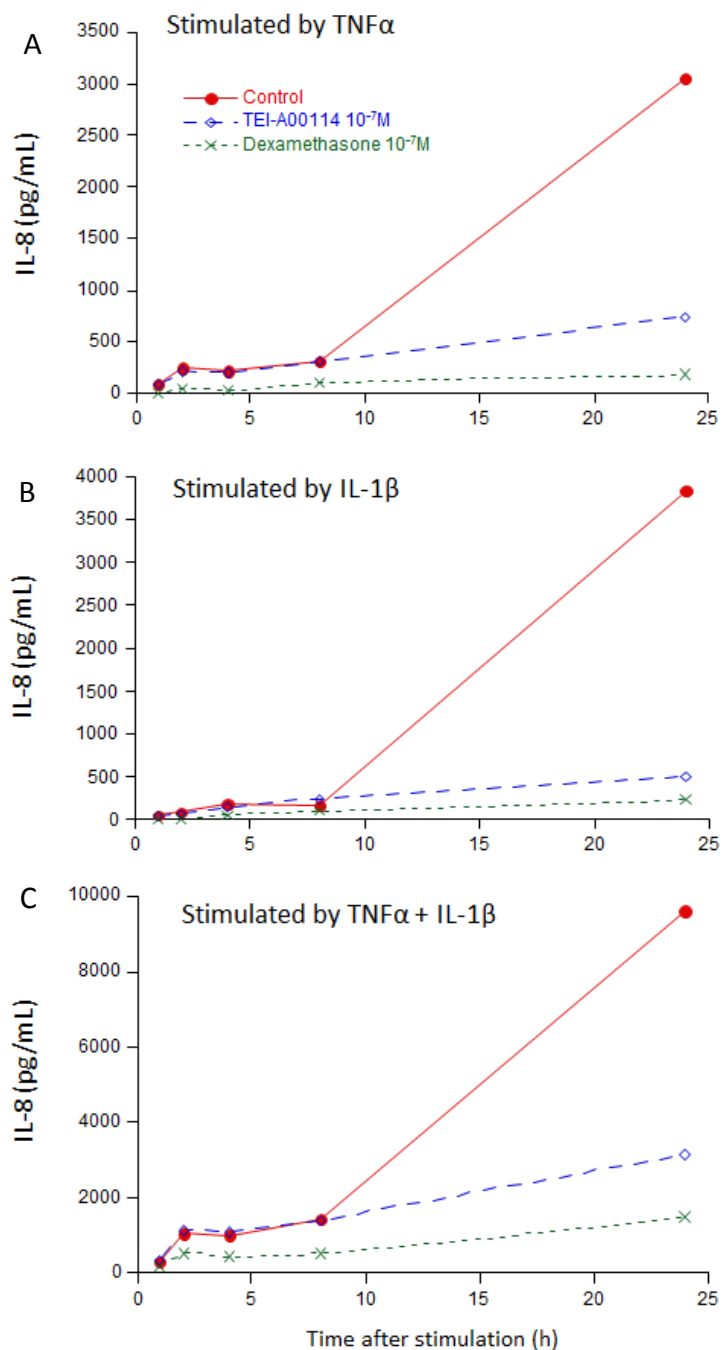 A
Stimulated by TNFα
3500
3000
2500
2000
1500
1000
500
0
IL-8 (pg/mL)
Control
TEI-A00114 10⁻⁷M
Dexamethasone 10⁻⁷M
0 5 10 15 20 25
B
Stimulated by IL-1β
4000
3500
3000
2500
2000
1500
1000
500
0
IL-8 (pg/mL)
0 5 10 15 20 25
C
Stimulated by TNFα + IL-1β
10000
8000
6000
4000
2000
0
IL-8 (pg/mL)
0 5 10 15 20 25
Time after stimulation (h)